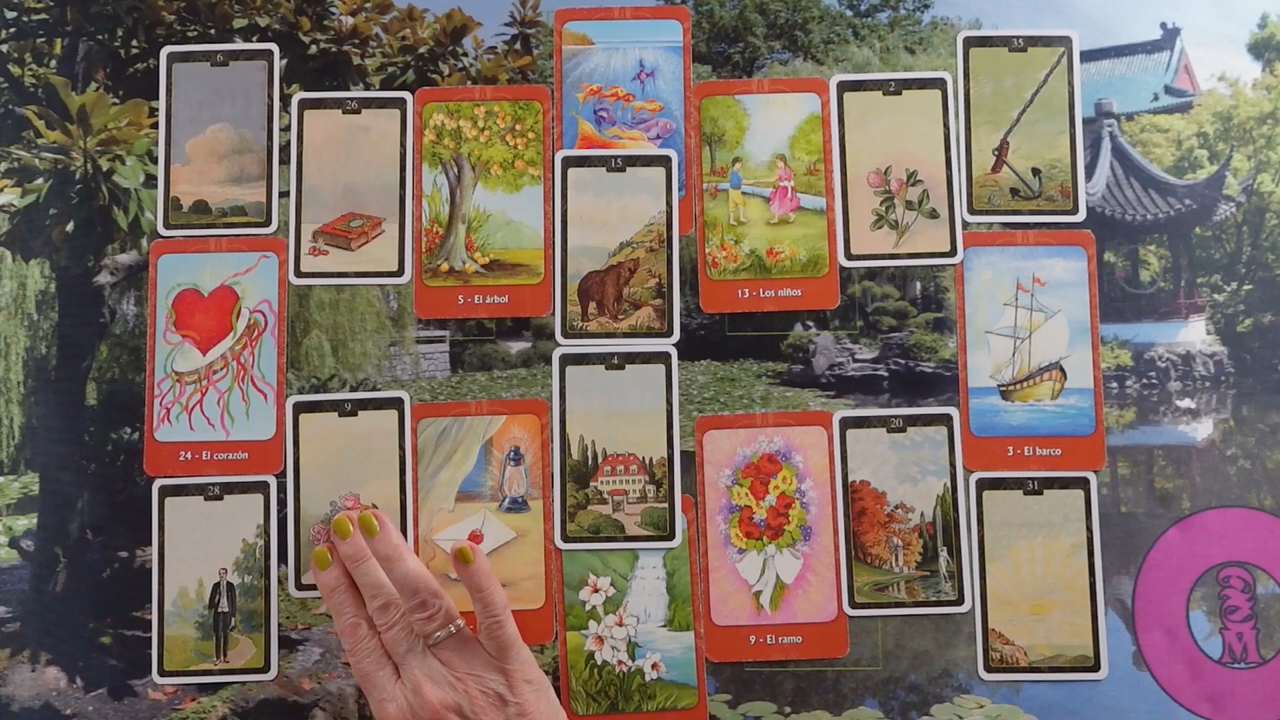 6
26
15
2
35
5 - El árbol
13 - Los niños
24 - El corazón
9
4
20
3 - El barco
28
31
9 - El ramo